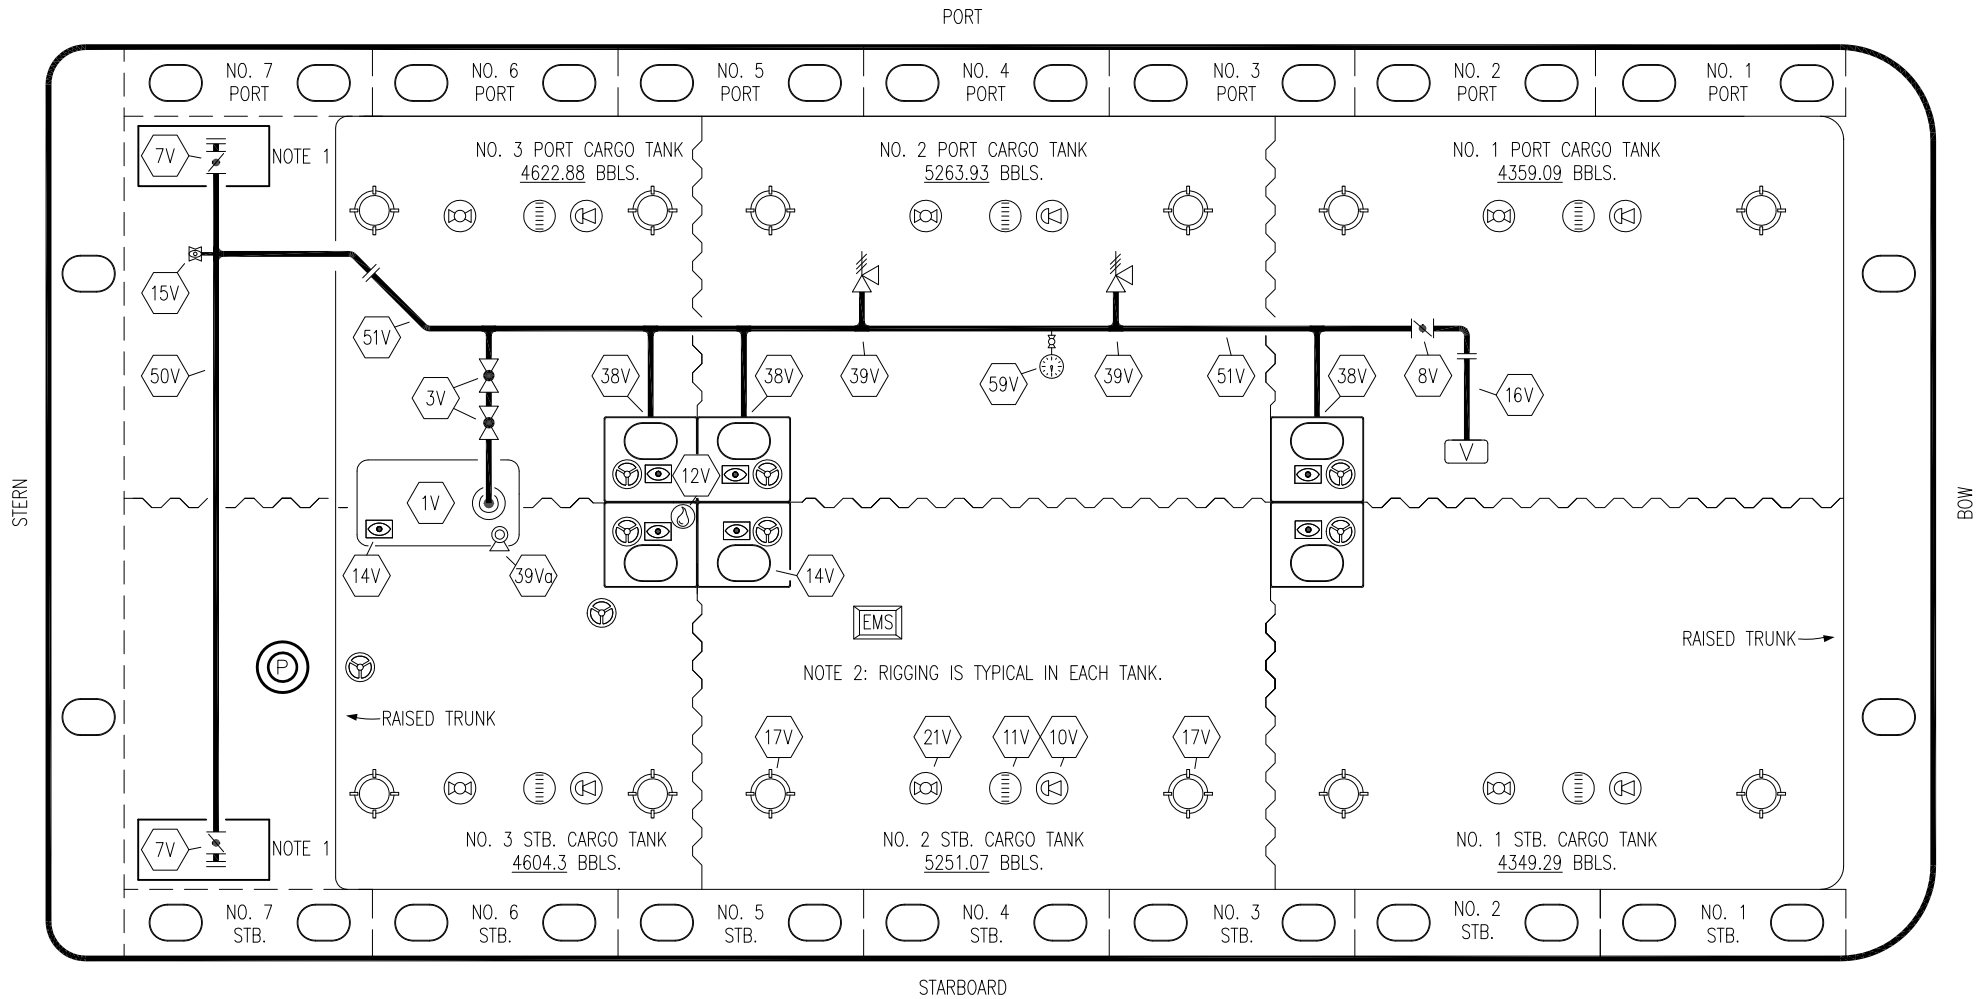 PORT
NO. 7
PORT
NO. 6
PORT
NO. 5
PORT
NO. 4
PORT
NO. 3
PORT
NO. 2
PORT
NO. 1
PORT
7V
NOTE 1
NO. 3 PORT CARGO TANK
4622.88 BBLS.
NO. 2 PORT CARGO TANK
5263.93 BBLS.
NO. 1 PORT CARGO TANK
4359.09 BBLS.
15V
51V
50V
3V
38V
38V
39V
59V
39V
51V
38V
8V
16V
V
12V
1V
14V
39Va
14V
STERN
BOW
EMS
P
RAISED TRUNK
NOTE 2: RIGGING IS TYPICAL IN EACH TANK.
RAISED TRUNK
17V
21V
11V
10V
17V
7V
NOTE 1
NO. 3 STB. CARGO TANK
4604.3 BBLS.
NO. 2 STB. CARGO TANK
5251.07 BBLS.
NO. 1 STB. CARGO TANK
4349.29 BBLS.
NO. 7
STB.
NO. 6
STB.
NO. 5
STB.
NO. 4
STB.
NO. 3
STB.
NO. 2
STB.
NO. 1
STB.
STARBOARD